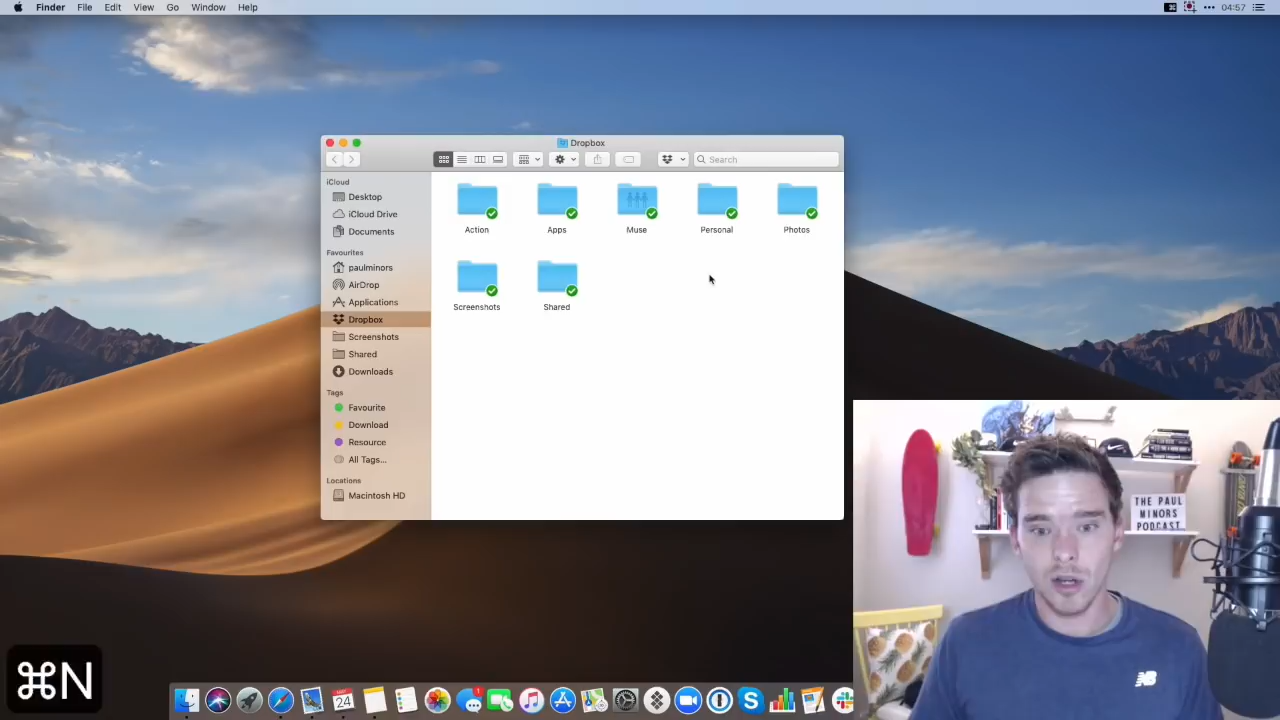 Finder File Edit View Go Window Help
04:57
Dropbox
Search
iCloud
Desktop
iCloud Drive
Documents
Favourites
paulminors
AirDrop
Applications
Dropbox
Screenshots
Shared
Downloads
Tags
Favourite
Download
Resource
All Tags...
Locations
Macintosh HD
Action Apps Muse Personal Photos
Screenshots Shared
THE PAUL
MINORS
PODCAST
⌘N
24
1